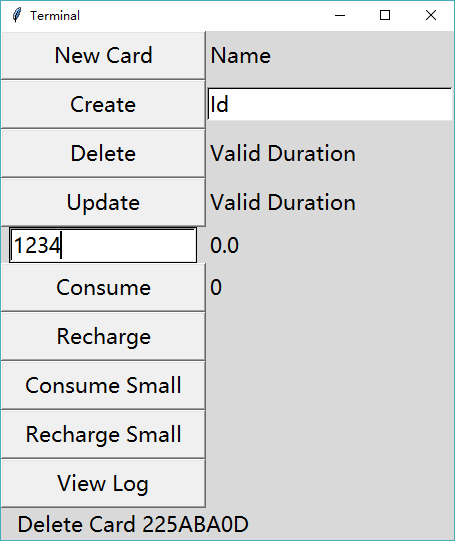 Terminal
New Card Name
Create Id
Delete Valid Duration
Update Valid Duration
1234 0.0
Consume 0
Recharge
Consume Small
Recharge Small
View Log
Delete Card 225ABA0D